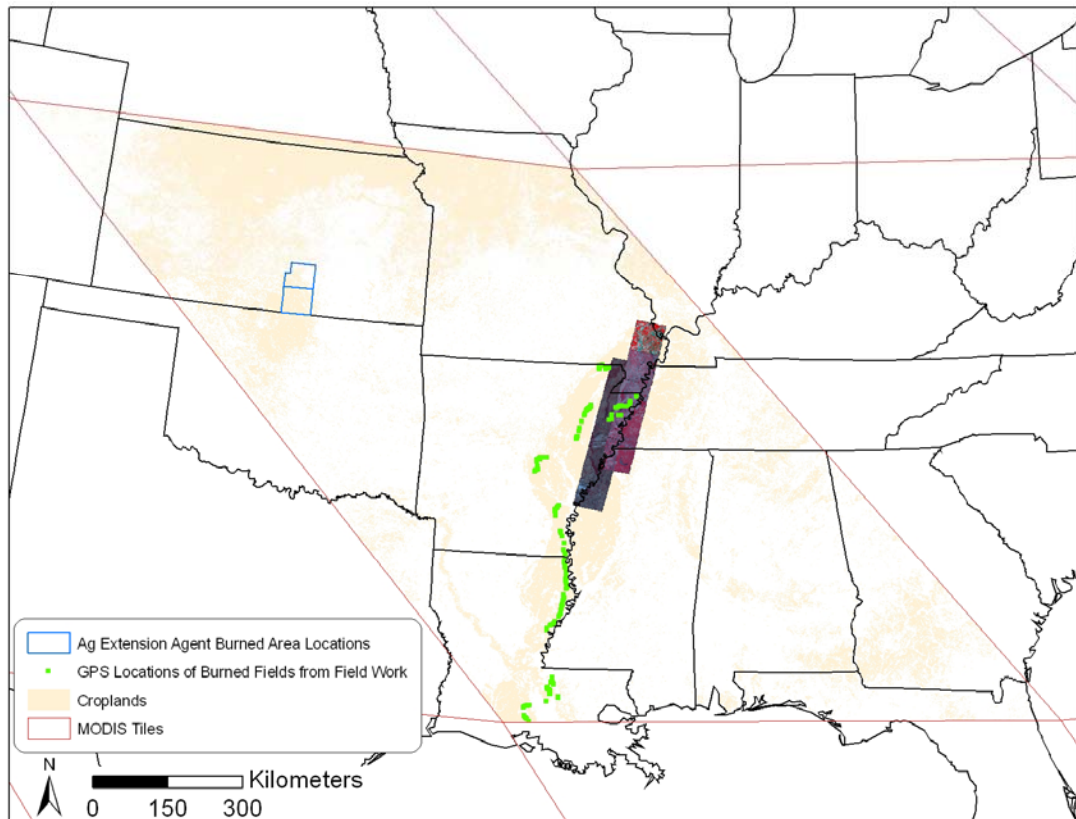 Ag Extension Agent Burned Area Locations
GPS Locations of Burned Fields from Field Work
Croplands
MODIS Tiles
N
Kilometers
0 150 300